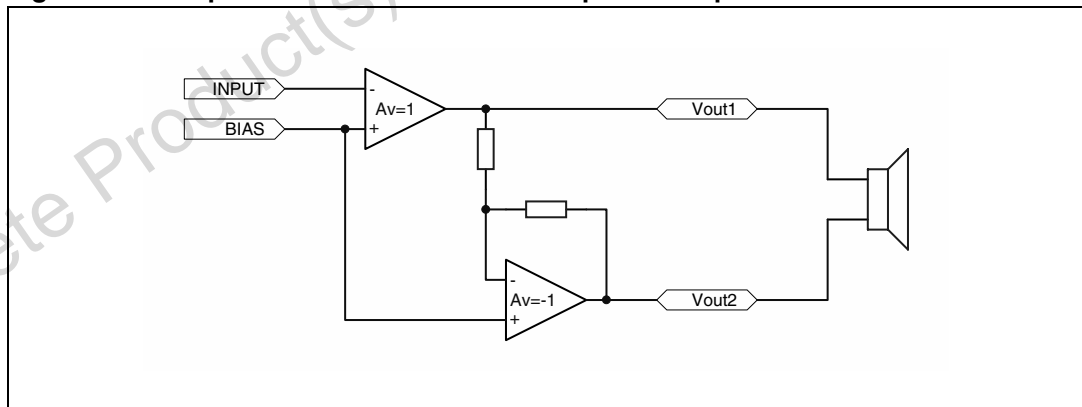 INPUT
-
Av=1
BIAS
+
Vout1
-
Av=-1
+
Vout2